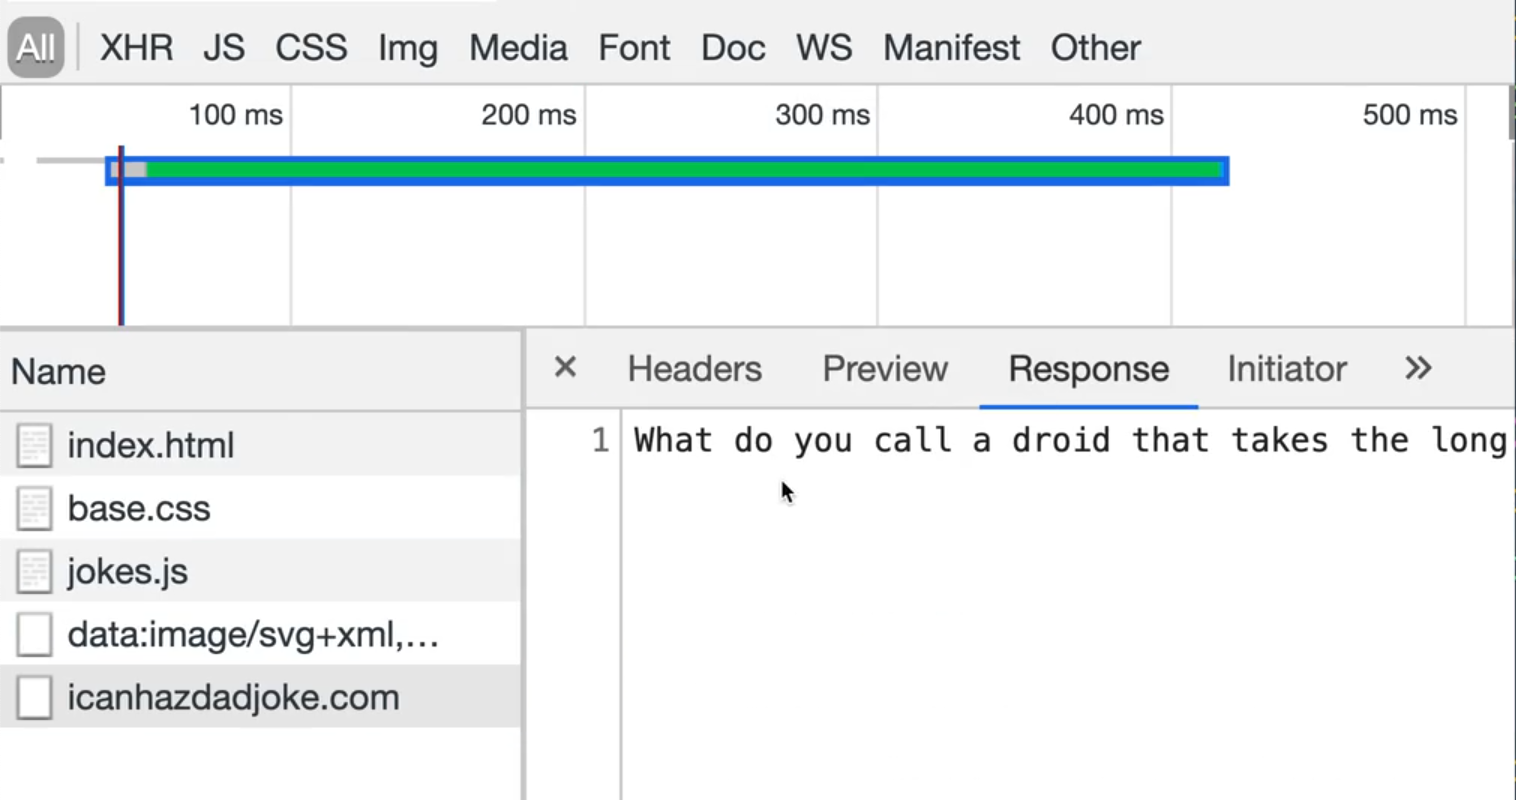 All XHR JS CSS Img Media Font Doc WS Manifest Other
100 ms 200 ms 300 ms 400 ms 500 ms
Name
× Headers Preview Response Initiator »
index.html
base.css
jokes.js
data:image/svg+xml,…
icanhazdadjoke.com
1 What do you call a droid that takes the long